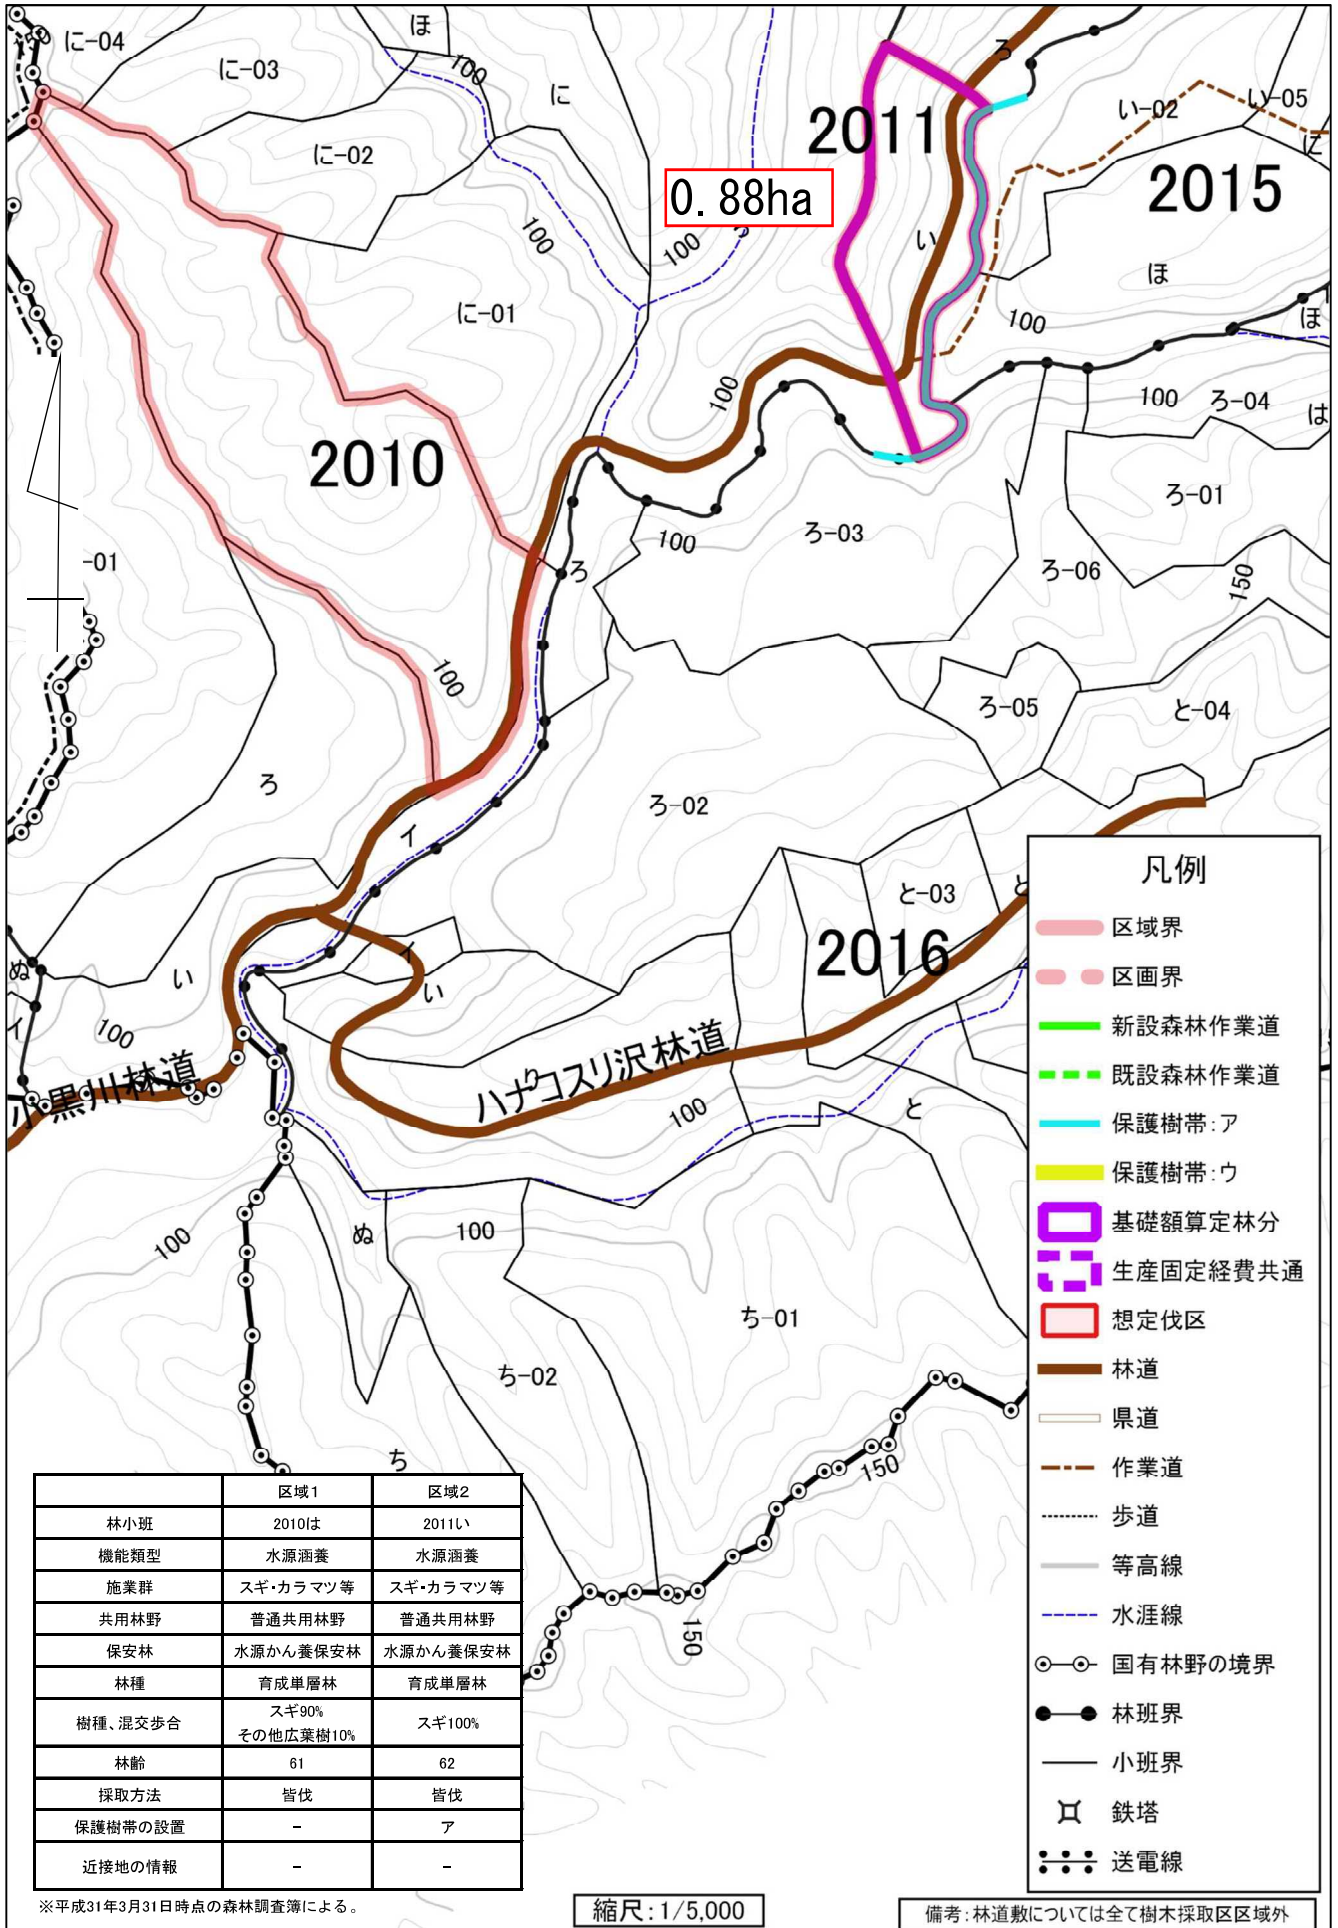 に-04
に-03
ほ
100
に
ろ
2011
い-02
い-05
に
に-02
2015
0.88ha
ろ
100
100
い
ほ
に-01
100
ほ
100
100
ろ-04
は
2010
ろ-01
-01
100
ろ-03
ろ
ろ-06
150
100
ろ-05
と-04
ろ
ろ-02
イ
と-03
と
2016
ぬ
い
イ
い
イ
100
小黒川林道
ハナコスリ沢林道
り
100
と
100
ぬ
100
ち-01
ち-02
ち
150
150
凡例
区域界
区画界
新設森林作業道
既設森林作業道
保護樹帯:ア
保護樹帯:ウ
基礎額算定林分
生産固定経費共通
想定伐区
林道
県道
作業道
歩道
等高線
水涯線
国有林野の境界
林班界
小班界
鉄塔
送電線
区域1 区域2
林小班 2010は 2011い
機能類型 水源涵養 水源涵養
施業群 スギ・カラマツ等 スギ・カラマツ等
共用林野 普通共用林野 普通共用林野
保安林 水源かん養保安林 水源かん養保安林
林種 育成単層林 育成単層林
樹種、混交歩合 スギ90% その他広葉樹10% スギ100%
林齢 61 62
採取方法 皆伐 皆伐
保護樹帯の設置 - ア
近接地の情報 - -
※平成31年3月31日時点の森林調査簿による。
縮尺:1/5,000
備考:林道敷については全て樹木採取区区域外